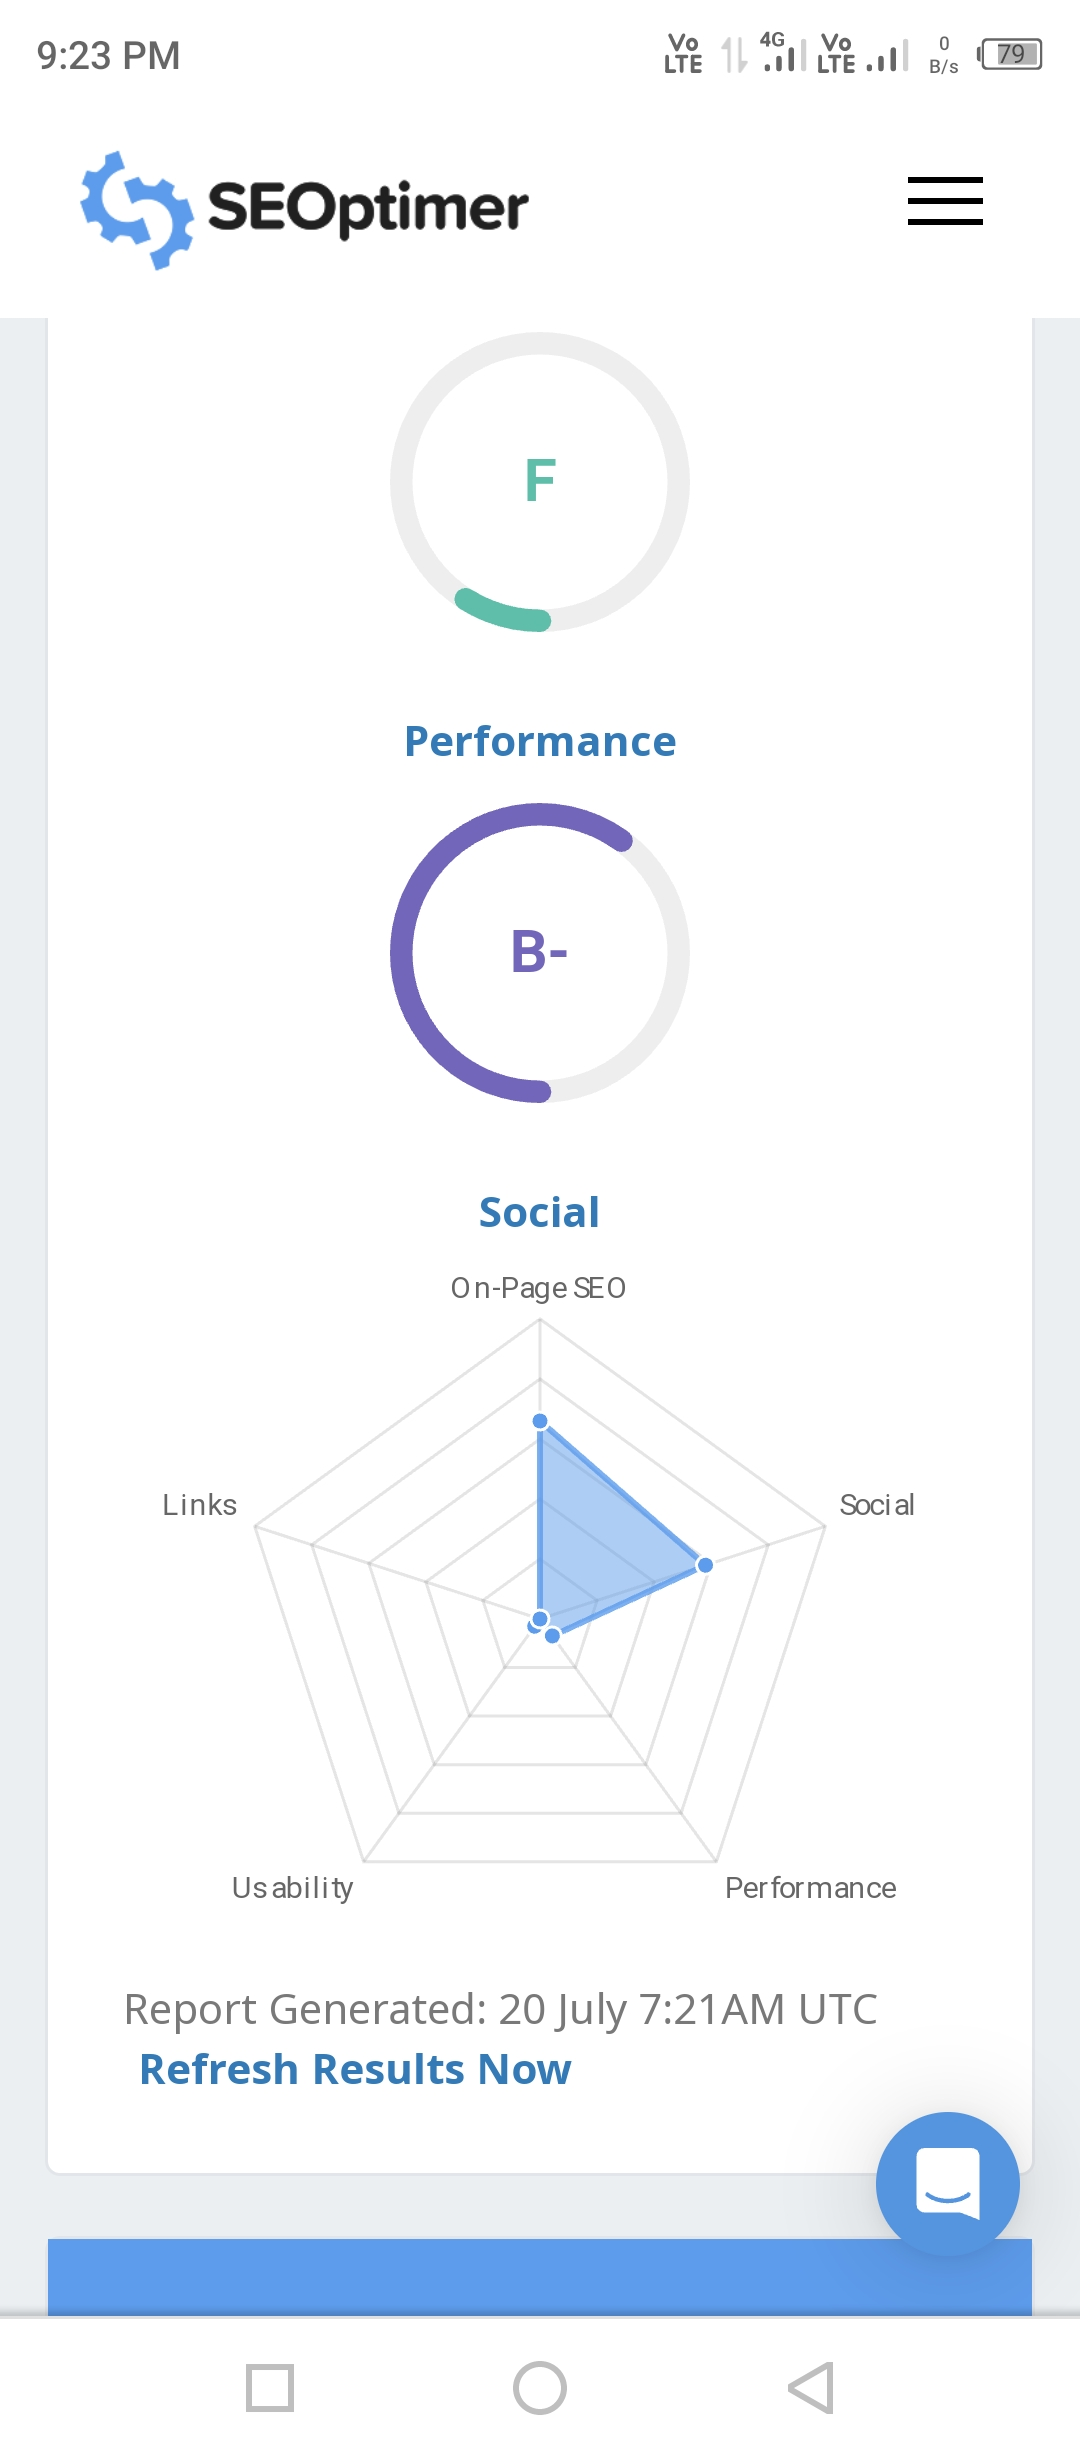 9:23 PM
Vo LTE 4G Vo LTE 0 B/s 79
SEOptimer
F
Performance
B-
Social
On-Page SEO
Links
Social
Usability
Performance
Report Generated: 20 July 7:21AM UTC
Refresh Results Now